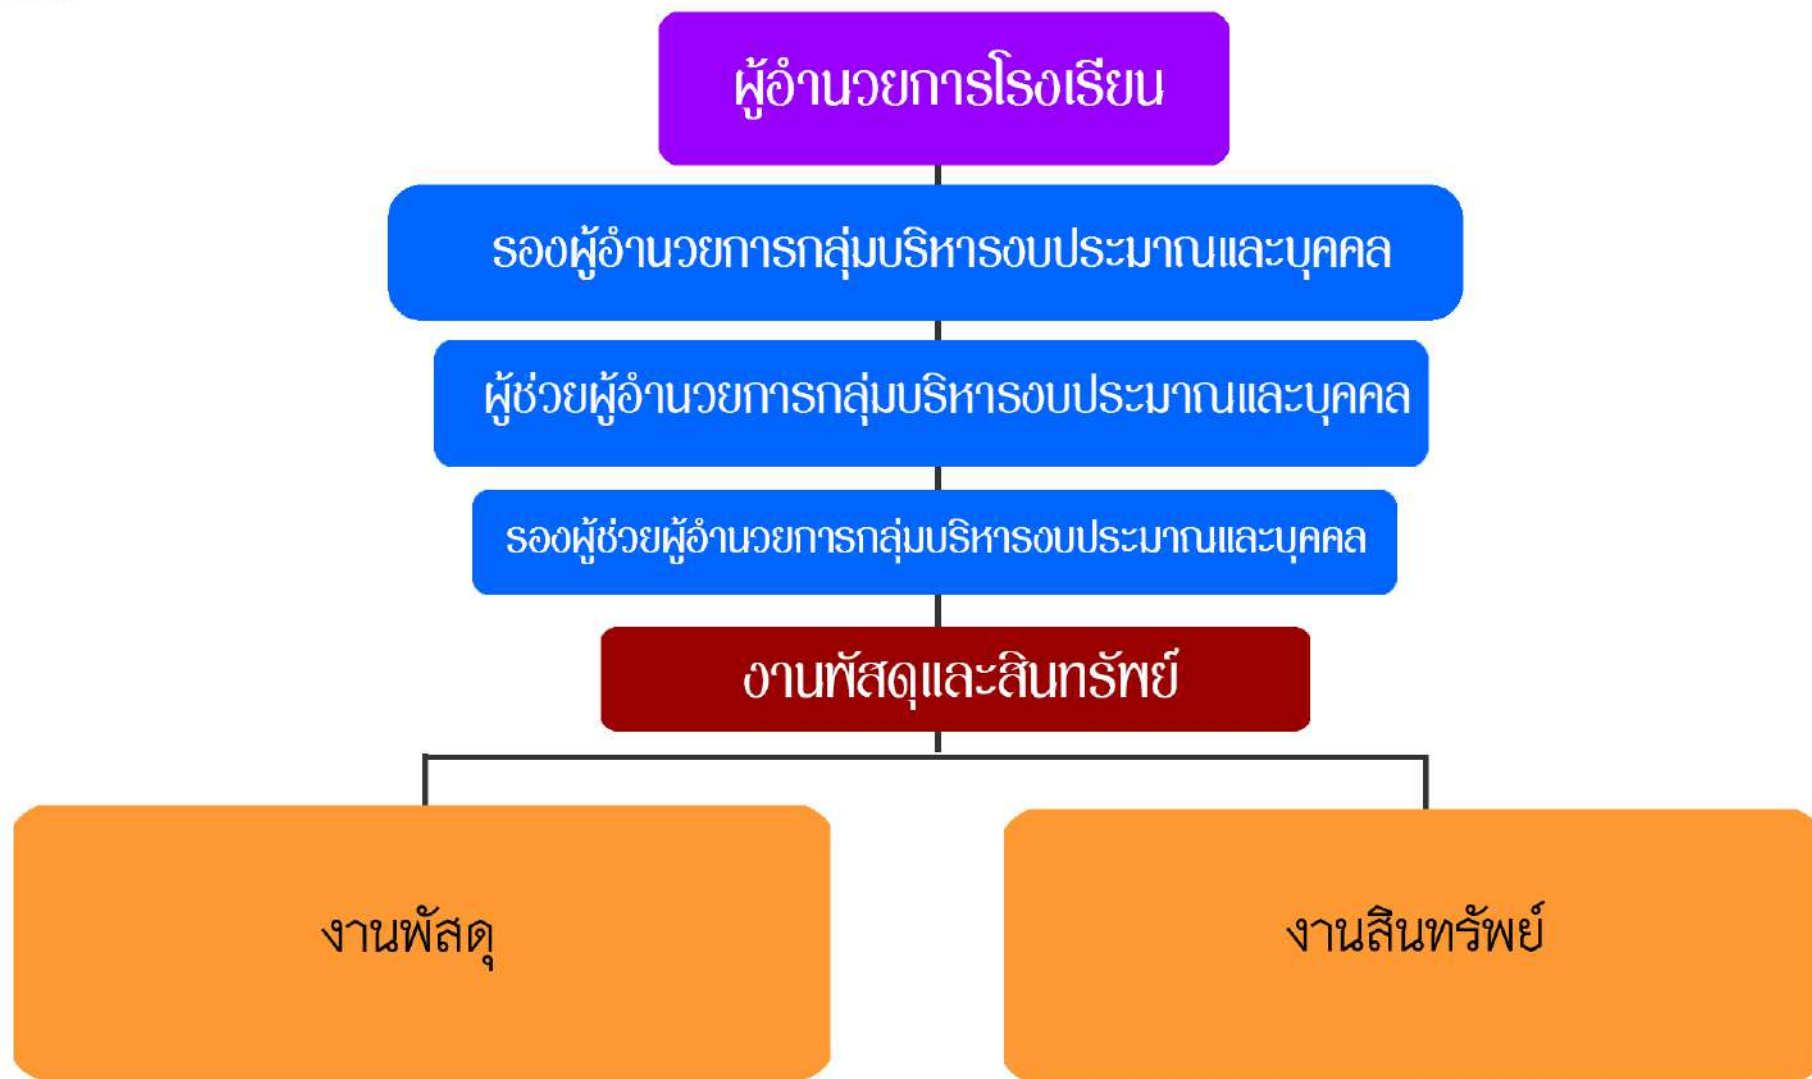 ผู้อำนวยการโรงเรียน
รองผู้อำนวยการกลุ่มบริหารงบประมาณและบุคคล
ผู้ช่วยผู้อำนวยการกลุ่มบริหารงบประมาณและบุคคล
รองผู้ช่วยผู้อำนวยการกลุ่มบริหารงบประมาณและบุคคล
งานพัสดุและสินทรัพย์
งานพัสดุ
งานสินทรัพย์